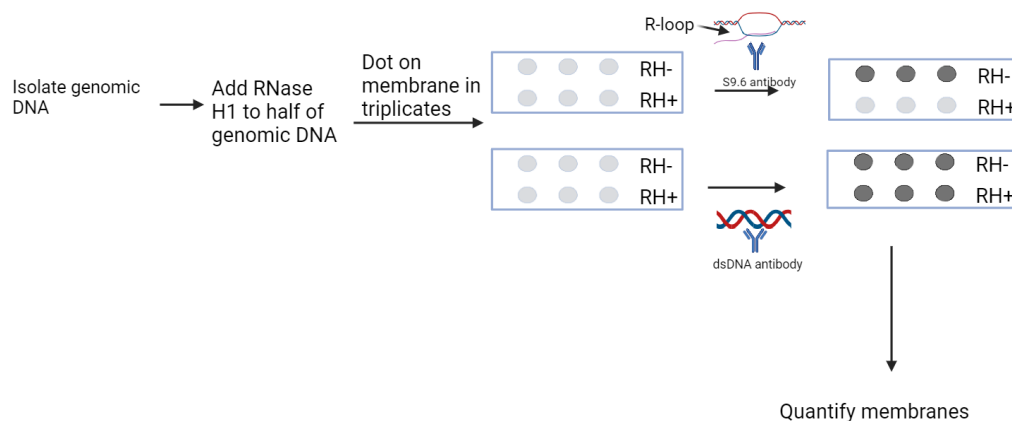 Isolate genomic
DNA
Add RNase
H1 to half of
genomic DNA
Dot on
membrane in
triplicates
RH-
RH+
RH-
RH+
R-loop
S9.6 antibody
dsDNA antibody
RH-
RH+
RH-
RH+
Quantify membranes